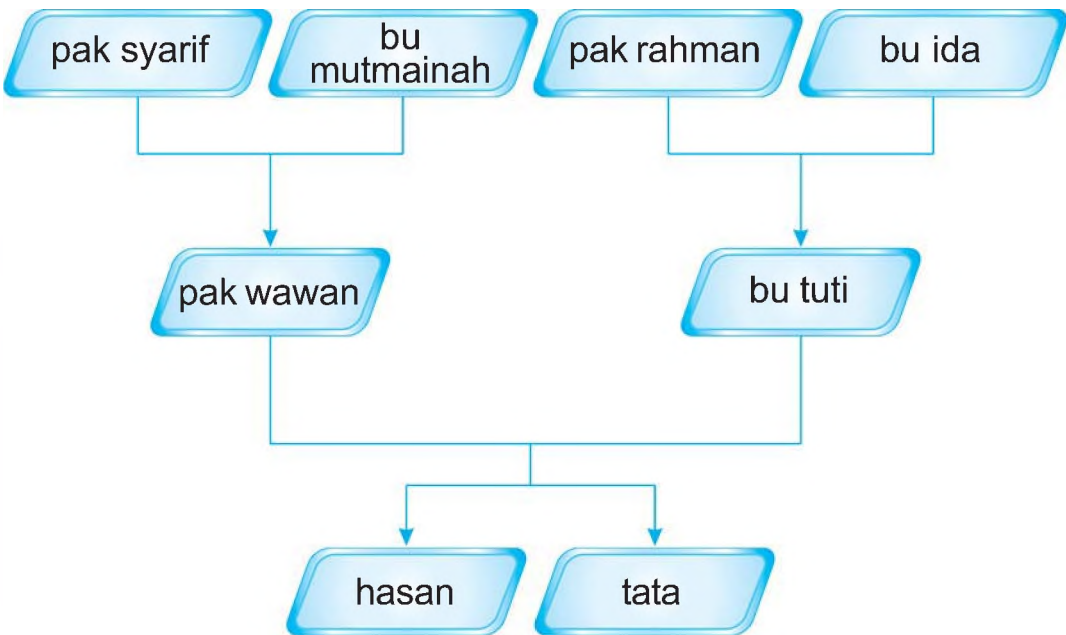 pak syarif
bu
mutmainah
pak rahman
bu ida
pak wawan
bu tuti
hasan
tata